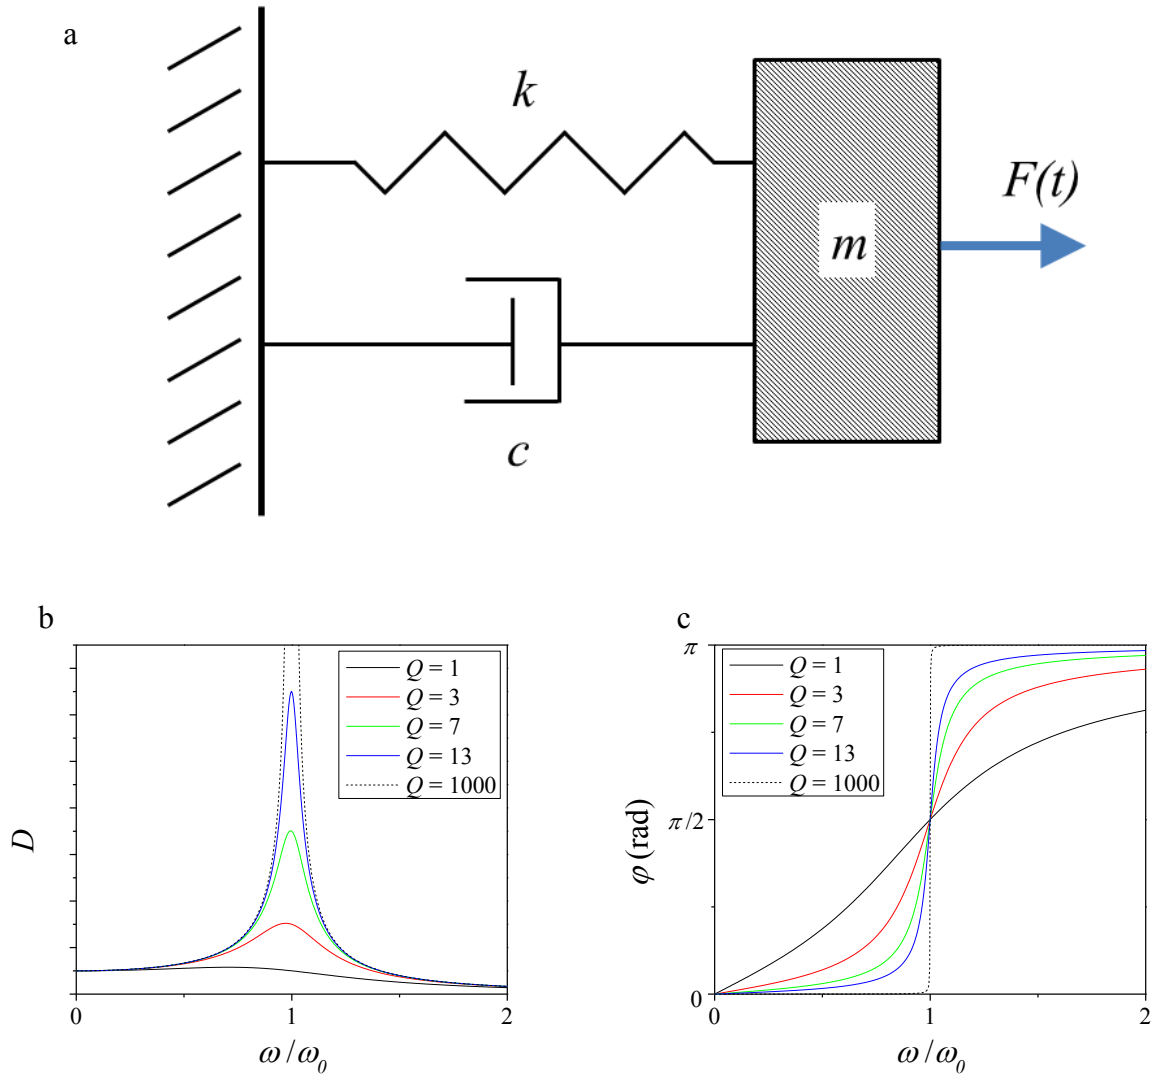 a
k
F(t)
m
c
b
Q = 1
Q = 3
Q = 7
Q = 13
Q = 1000
D
0
1
2
ω/ω0
c
π
Q = 1
Q = 3
Q = 7
Q = 13
Q = 1000
π/2
φ (rad)
0
0
1
2
ω/ω0